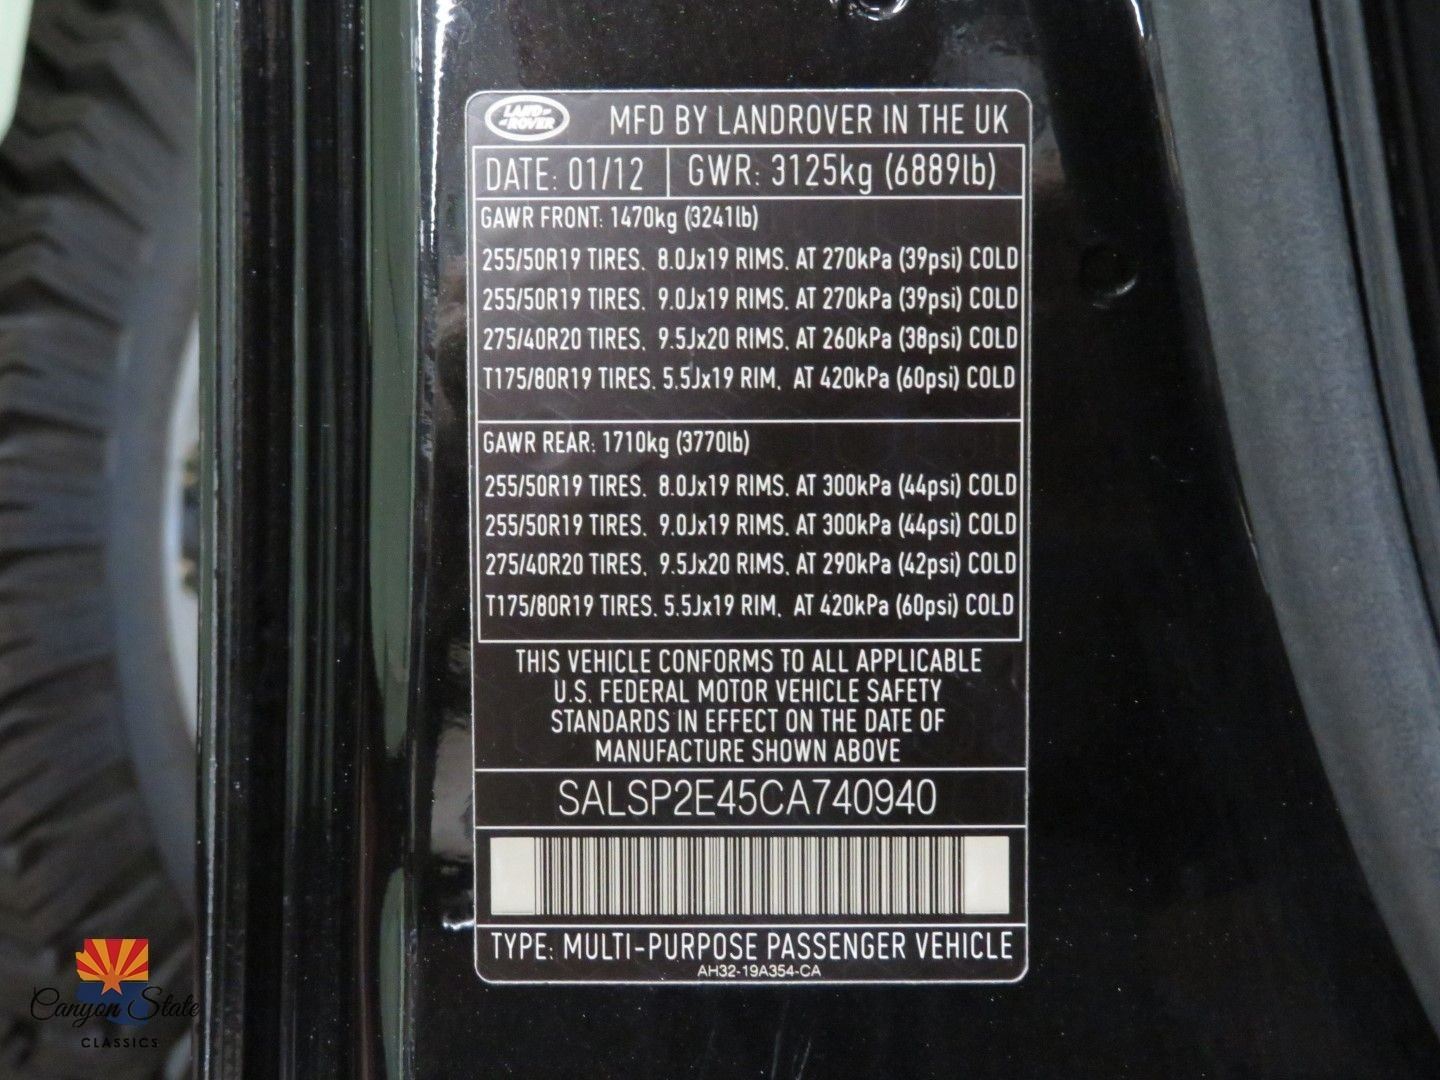 LAND ROVER
MFD BY LANDROVER IN THE UK
DATE: 01/12 GWR: 3125kg (6889lb)
GAWR FRONT: 1470kg (3241lb)
255/50R19 TIRES, 8.0Jx19 RIMS, AT 270kPa (39psi) COLD
255/50R19 TIRES, 9.0Jx19 RIMS, AT 270kPa (39psi) COLD
275/40R20 TIRES, 9.5Jx20 RIMS, AT 260kPa (38psi) COLD
T175/80R19 TIRES, 5.5Jx19 RIM, AT 420kPa (60psi) COLD
GAWR REAR: 1710kg (3770lb)
255/50R19 TIRES, 8.0Jx19 RIMS, AT 300kPa (44psi) COLD
255/50R19 TIRES, 9.0Jx19 RIMS, AT 300kPa (44psi) COLD
275/40R20 TIRES, 9.5Jx20 RIMS, AT 290kPa (42psi) COLD
T175/80R19 TIRES, 5.5Jx19 RIM, AT 420kPa (60psi) COLD
THIS VEHICLE CONFORMS TO ALL APPLICABLE
U.S. FEDERAL MOTOR VEHICLE SAFETY
STANDARDS IN EFFECT ON THE DATE OF
MANUFACTURE SHOWN ABOVE
SALSP2E45CA740940
TYPE: MULTI-PURPOSE PASSENGER VEHICLE
AH32-19A354-CA
Canyon State
CLASSICS